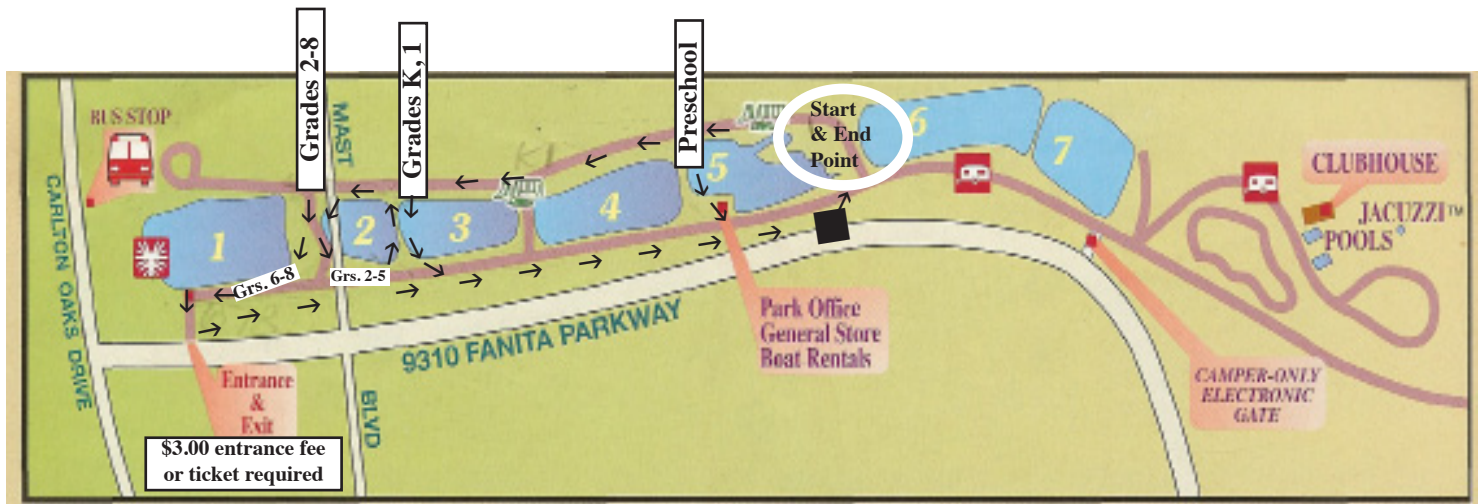 Grades 2-8
Grades K, 1
Preschool
Start
& End
Point
BUS STOP
MAST
BLVD
CARLTON OAKS DRIVE
1
2
3
4
5
6
7
Grs. 6-8
Grs. 2-5
9310 FANITA PARKWAY
CLUBHOUSE
JACUZZI™
POOLS
Park Office
General Store
Boat Rentals
CAMPER-ONLY
ELECTRONIC
GATE
Entrance
&
Exit
$3.00 entrance fee
or ticket required